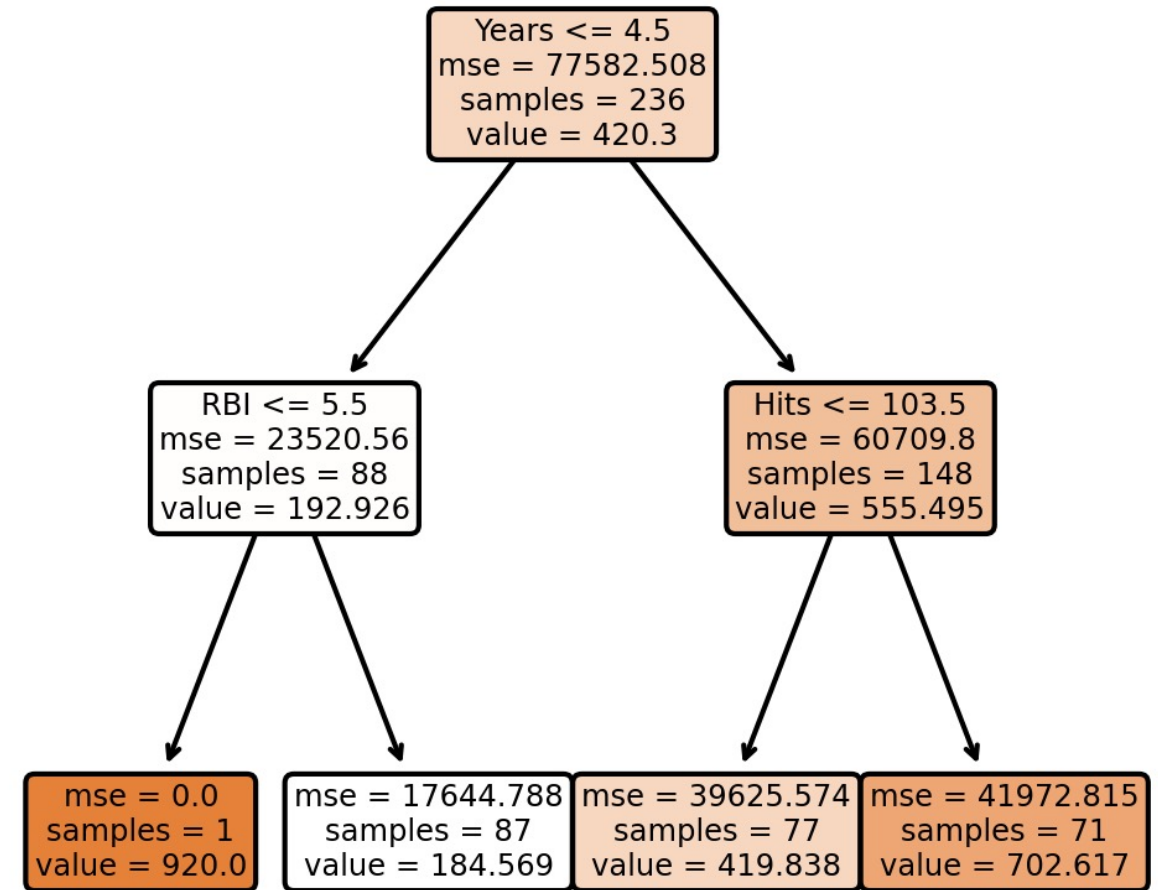 Years <= 4.5
mse = 77582.508
samples = 236
value = 420.3
RBI <= 5.5
mse = 23520.56
samples = 88
value = 192.926
Hits <= 103.5
mse = 60709.8
samples = 148
value = 555.495
mse = 0.0
samples = 1
value = 920.0
mse = 17644.788
samples = 87
value = 184.569
mse = 39625.574
samples = 77
value = 419.838
mse = 41972.815
samples = 71
value = 702.617